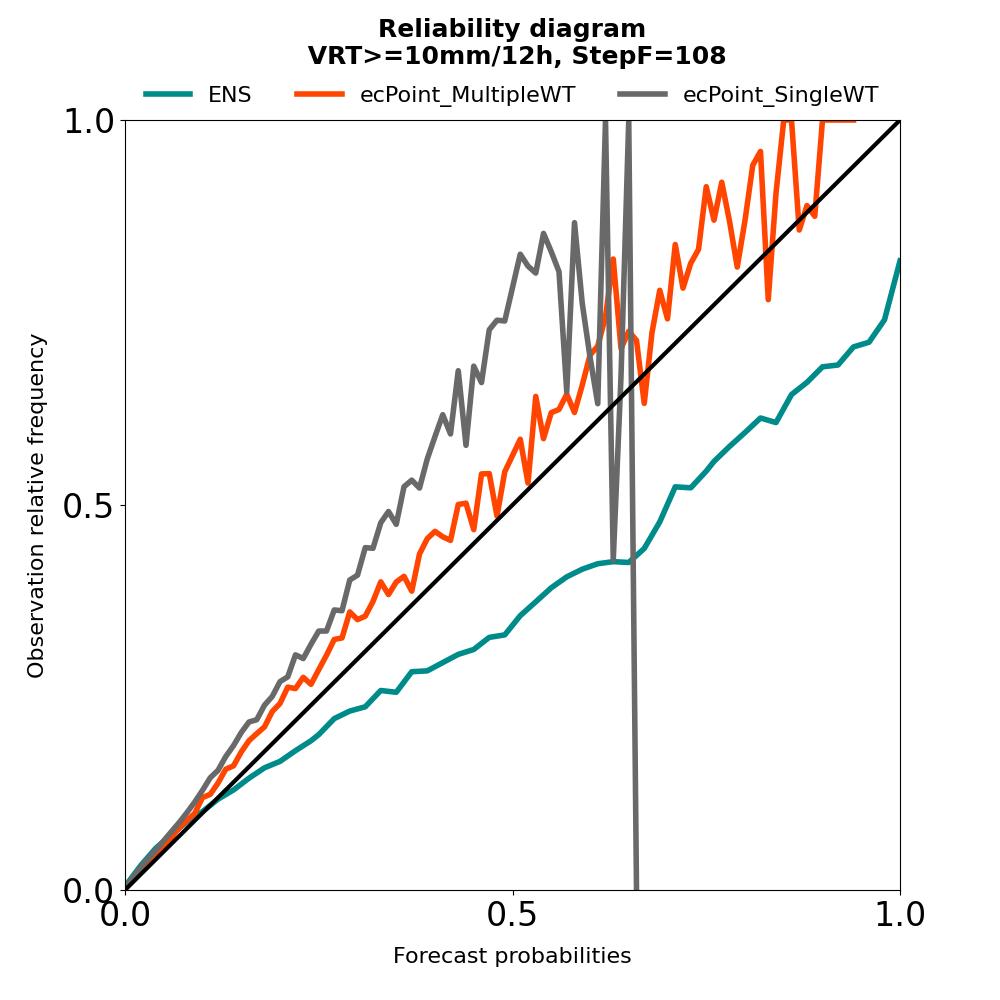 Reliability diagram
VRT>=10mm/12h, StepF=108
ENS ecPoint_MultipleWT ecPoint_SingleWT
1.0
0.5
0.0
Observation relative frequency
0.0 0.5 1.0
Forecast probabilities